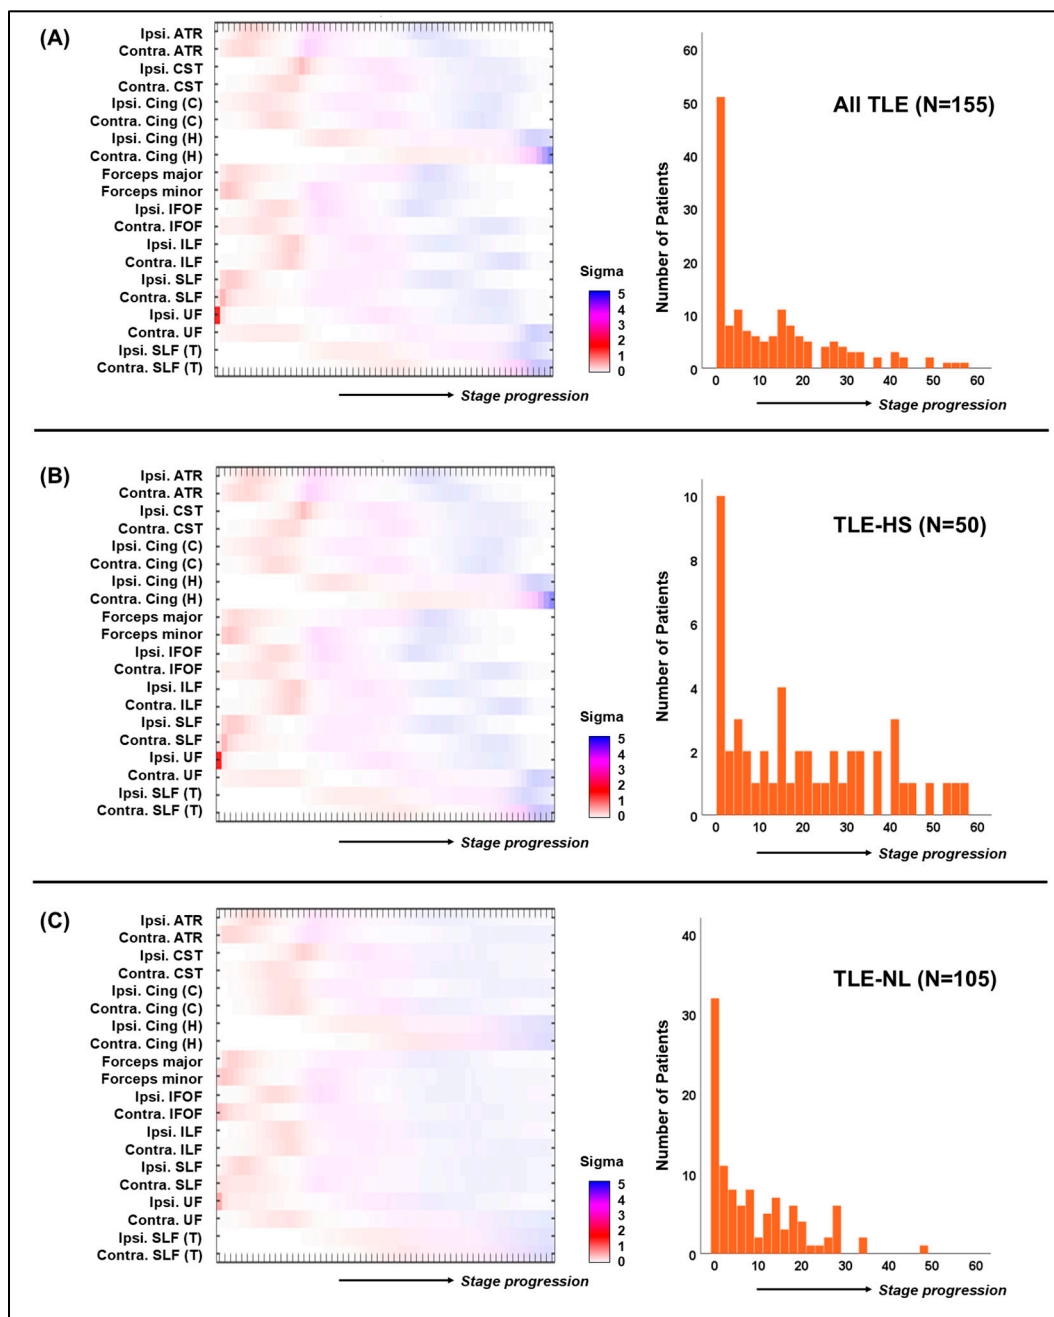 (A)
Ipsi. ATR
Contra. ATR
Ipsi. CST
Contra. CST
Ipsi. Cing (C)
Contra. Cing (C)
Ipsi. Cing (H)
Contra. Cing (H)
Forceps major
Forceps minor
Ipsi. IFOF
Contra. IFOF
Ipsi. ILF
Contra. ILF
Ipsi. SLF
Contra. SLF
Ipsi. UF
Contra. UF
Ipsi. SLF (T)
Contra. SLF (T)
Stage progression
Sigma
5
4
3
2
1
0
All TLE (N=155)
Number of Patients
60
50
40
30
20
10
0
0 10 20 30 40 50 60
Stage progression
(B)
Ipsi. ATR
Contra. ATR
Ipsi. CST
Contra. CST
Ipsi. Cing (C)
Contra. Cing (C)
Ipsi. Cing (H)
Contra. Cing (H)
Forceps major
Forceps minor
Ipsi. IFOF
Contra. IFOF
Ipsi. ILF
Contra. ILF
Ipsi. SLF
Contra. SLF
Ipsi. UF
Contra. UF
Ipsi. SLF (T)
Contra. SLF (T)
Stage progression
Sigma
5
4
3
2
1
0
TLE-HS (N=50)
Number of Patients
10
8
6
4
2
0
0 10 20 30 40 50 60
Stage progression
(C)
Ipsi. ATR
Contra. ATR
Ipsi. CST
Contra. CST
Ipsi. Cing (C)
Contra. Cing (C)
Ipsi. Cing (H)
Contra. Cing (H)
Forceps major
Forceps minor
Ipsi. IFOF
Contra. IFOF
Ipsi. ILF
Contra. ILF
Ipsi. SLF
Contra. SLF
Ipsi. UF
Contra. UF
Ipsi. SLF (T)
Contra. SLF (T)
Stage progression
Sigma
5
4
3
2
1
0
TLE-NL (N=105)
Number of Patients
40
30
20
10
0
0 10 20 30 40 50 60
Stage progression